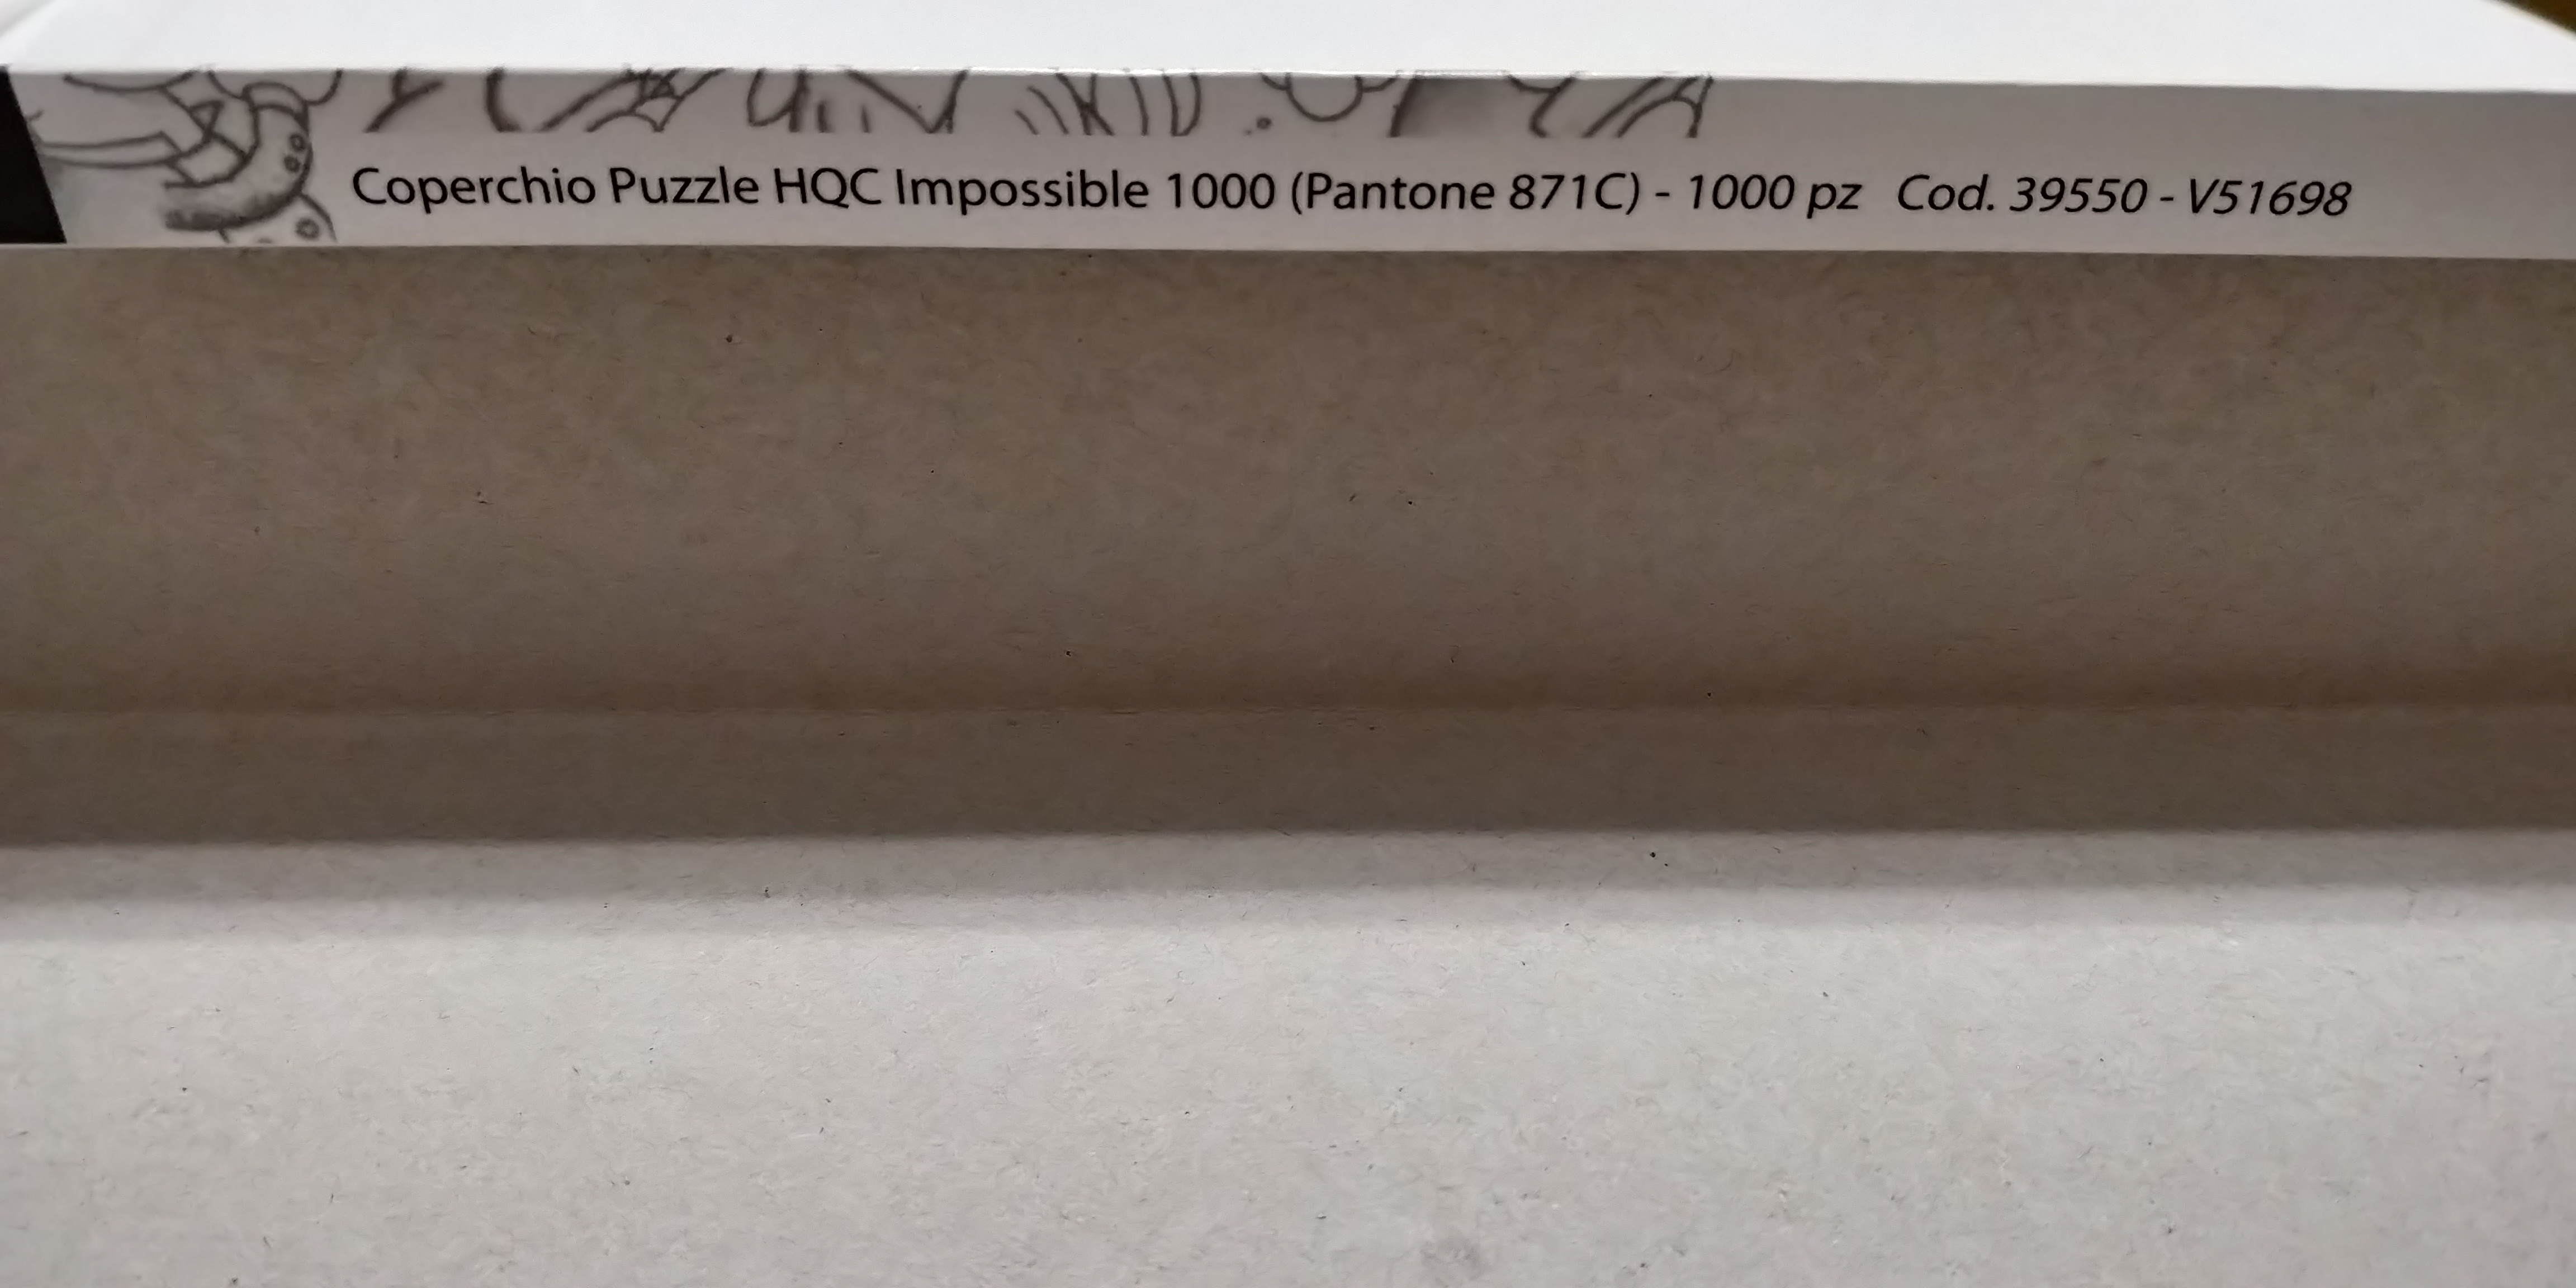 Coperchio Puzzle HQC Impossible 1000 (Pantone 871C) - 1000 pz Cod. 39550 - V51698